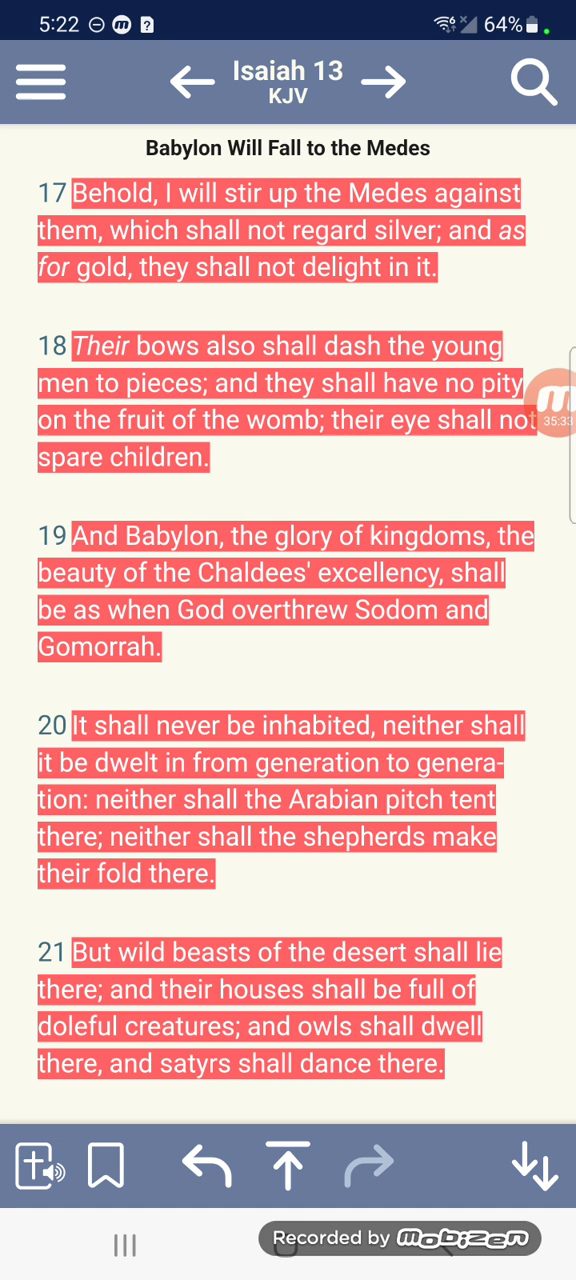 5:22 m ? 6 64%
Isaiah 13
KJV
Babylon Will Fall to the Medes
17 Behold, I will stir up the Medes against
them, which shall not regard silver; and as
for gold, they shall not delight in it.
18 Their bows also shall dash the young
men to pieces; and they shall have no pity
on the fruit of the womb; their eye shall not
spare children.
m
35:33
19 And Babylon, the glory of kingdoms, the
beauty of the Chaldees' excellency, shall
be as when God overthrew Sodom and
Gomorrah.
20 It shall never be inhabited, neither shall
it be dwelt in from generation to genera-
tion: neither shall the Arabian pitch tent
there; neither shall the shepherds make
their fold there.
21 But wild beasts of the desert shall lie
there; and their houses shall be full of
doleful creatures; and owls shall dwell
there, and satyrs shall dance there.
Recorded by mobizen